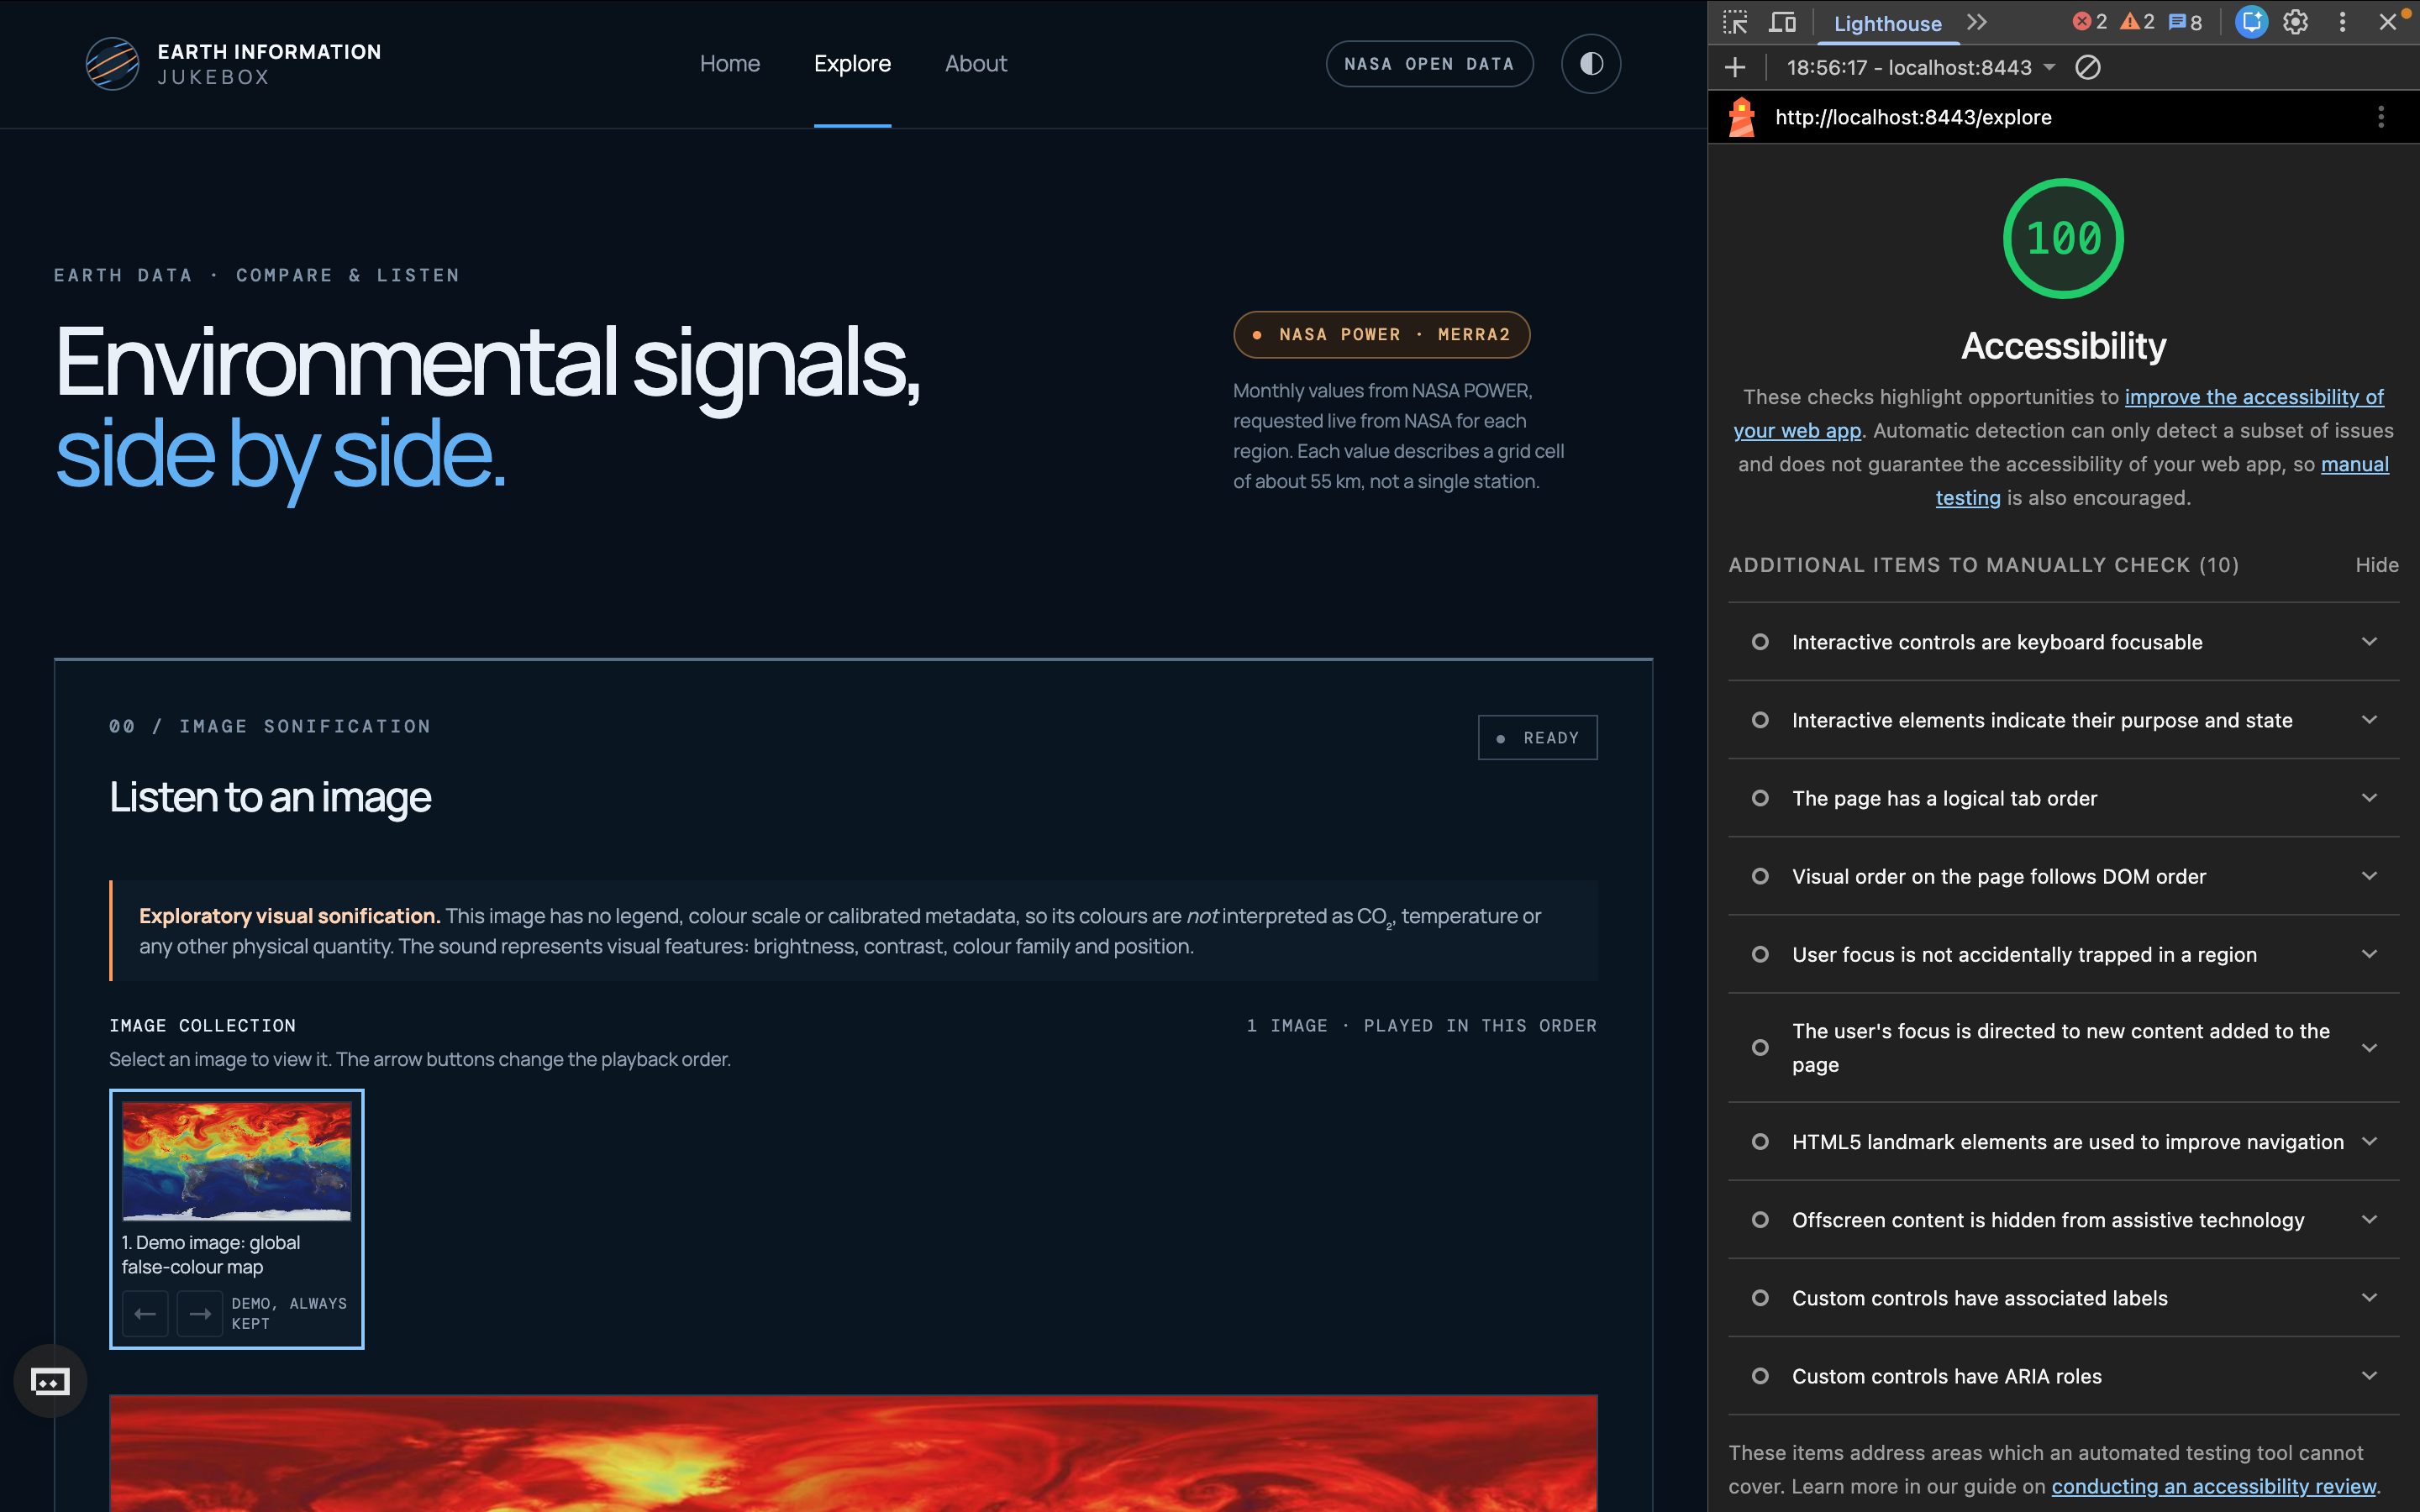 EARTH INFORMATION
JUKEBOX
Home
Explore
About
NASA OPEN DATA
EARTH DATA · COMPARE & LISTEN
Environmental signals,
side by side.
NASA POWER · MERRA2
Monthly values from NASA POWER,
requested live from NASA for each
region. Each value describes a grid cell
of about 55 km, not a single station.
00 / IMAGE SONIFICATION
READY
Listen to an image
Exploratory visual sonification. This image has no legend, colour scale or calibrated metadata, so its colours are not interpreted as CO₂, temperature or
any other physical quantity. The sound represents visual features: brightness, contrast, colour family and position.
IMAGE COLLECTION
1 IMAGE · PLAYED IN THIS ORDER
Select an image to view it. The arrow buttons change the playback order.
1. Demo image: global
false-colour map
← →
DEMO, ALWAYS
KEPT
Lighthouse
2 2 8
18:56:17 - localhost:8443
http://localhost:8443/explore
100
Accessibility
These checks highlight opportunities to improve the accessibility of
your web app. Automatic detection can only detect a subset of issues
and does not guarantee the accessibility of your web app, so manual
testing is also encouraged.
ADDITIONAL ITEMS TO MANUALLY CHECK (10)
Hide
Interactive controls are keyboard focusable
Interactive elements indicate their purpose and state
The page has a logical tab order
Visual order on the page follows DOM order
User focus is not accidentally trapped in a region
The user's focus is directed to new content added to the
page
HTML5 landmark elements are used to improve navigation
Offscreen content is hidden from assistive technology
Custom controls have associated labels
Custom controls have ARIA roles
These items address areas which an automated testing tool cannot
cover. Learn more in our guide on conducting an accessibility review.